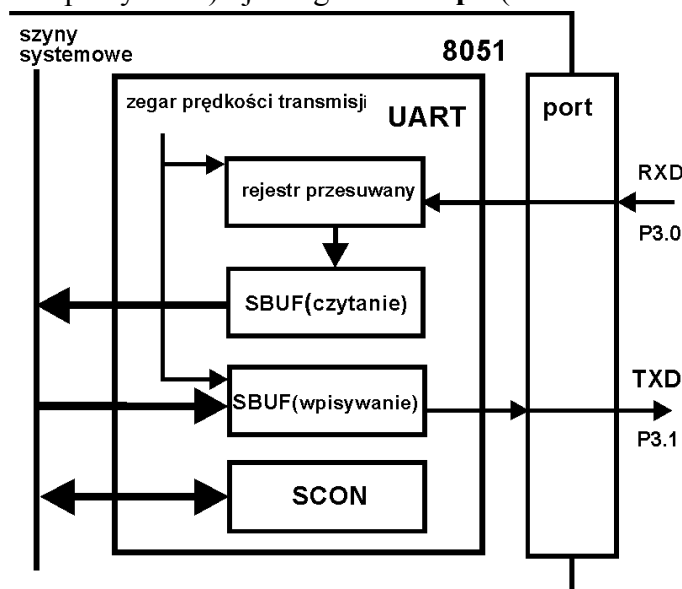 szyny
systemowe
8051
zegar prędkości transmisji
UART
port
rejestr przesuwany
RXD
P3.0
SBUF(czytanie)
SBUF(wpisywanie)
TXD
P3.1
SCON